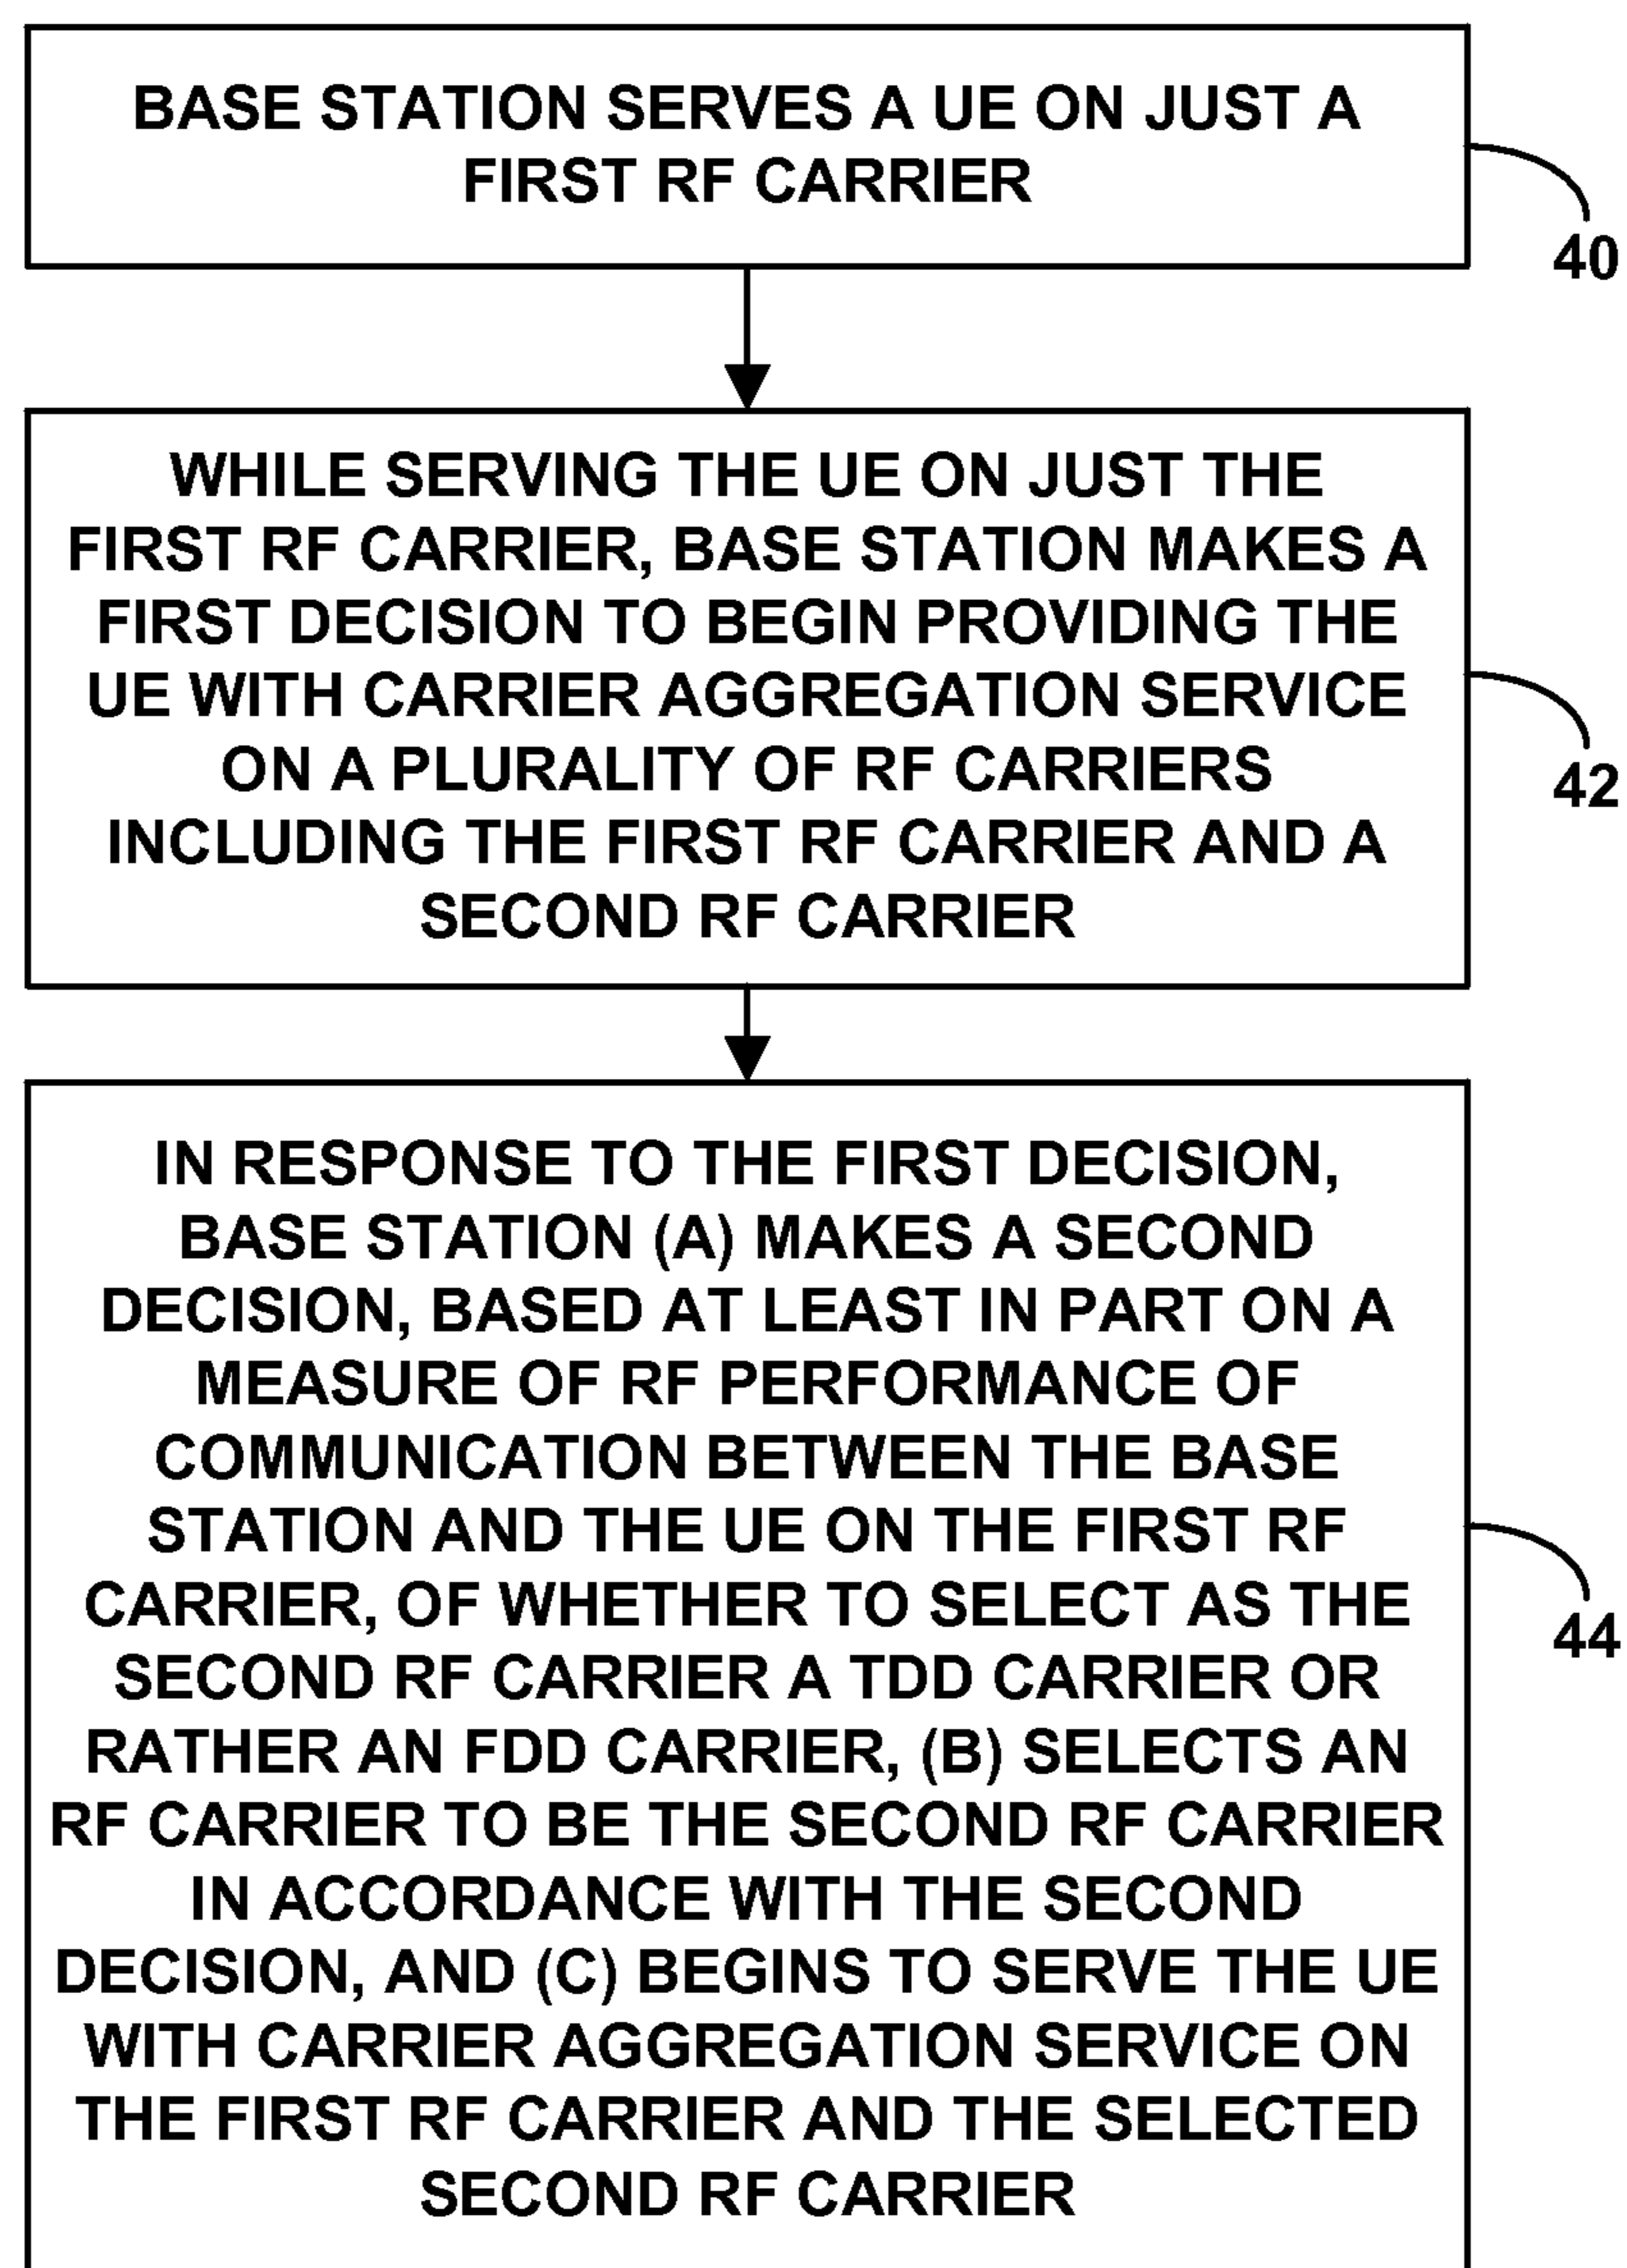 BASE STATION SERVES A UE ON JUST A
FIRST RF CARRIER
40
WHILE SERVING THE UE ON JUST THE
FIRST RF CARRIER, BASE STATION MAKES A
FIRST DECISION TO BEGIN PROVIDING THE
UE WITH CARRIER AGGREGATION SERVICE
ON A PLURALITY OF RF CARRIERS
INCLUDING THE FIRST RF CARRIER AND A
SECOND RF CARRIER
42
IN RESPONSE TO THE FIRST DECISION,
BASE STATION (A) MAKES A SECOND
DECISION, BASED AT LEAST IN PART ON A
MEASURE OF RF PERFORMANCE OF
COMMUNICATION BETWEEN THE BASE
STATION AND THE UE ON THE FIRST RF
CARRIER, OF WHETHER TO SELECT AS THE
SECOND RF CARRIER A TDD CARRIER OR
RATHER AN FDD CARRIER, (B) SELECTS AN
RF CARRIER TO BE THE SECOND RF CARRIER
IN ACCORDANCE WITH THE SECOND
DECISION, AND (C) BEGINS TO SERVE THE UE
WITH CARRIER AGGREGATION SERVICE ON
THE FIRST RF CARRIER AND THE SELECTED
SECOND RF CARRIER
44